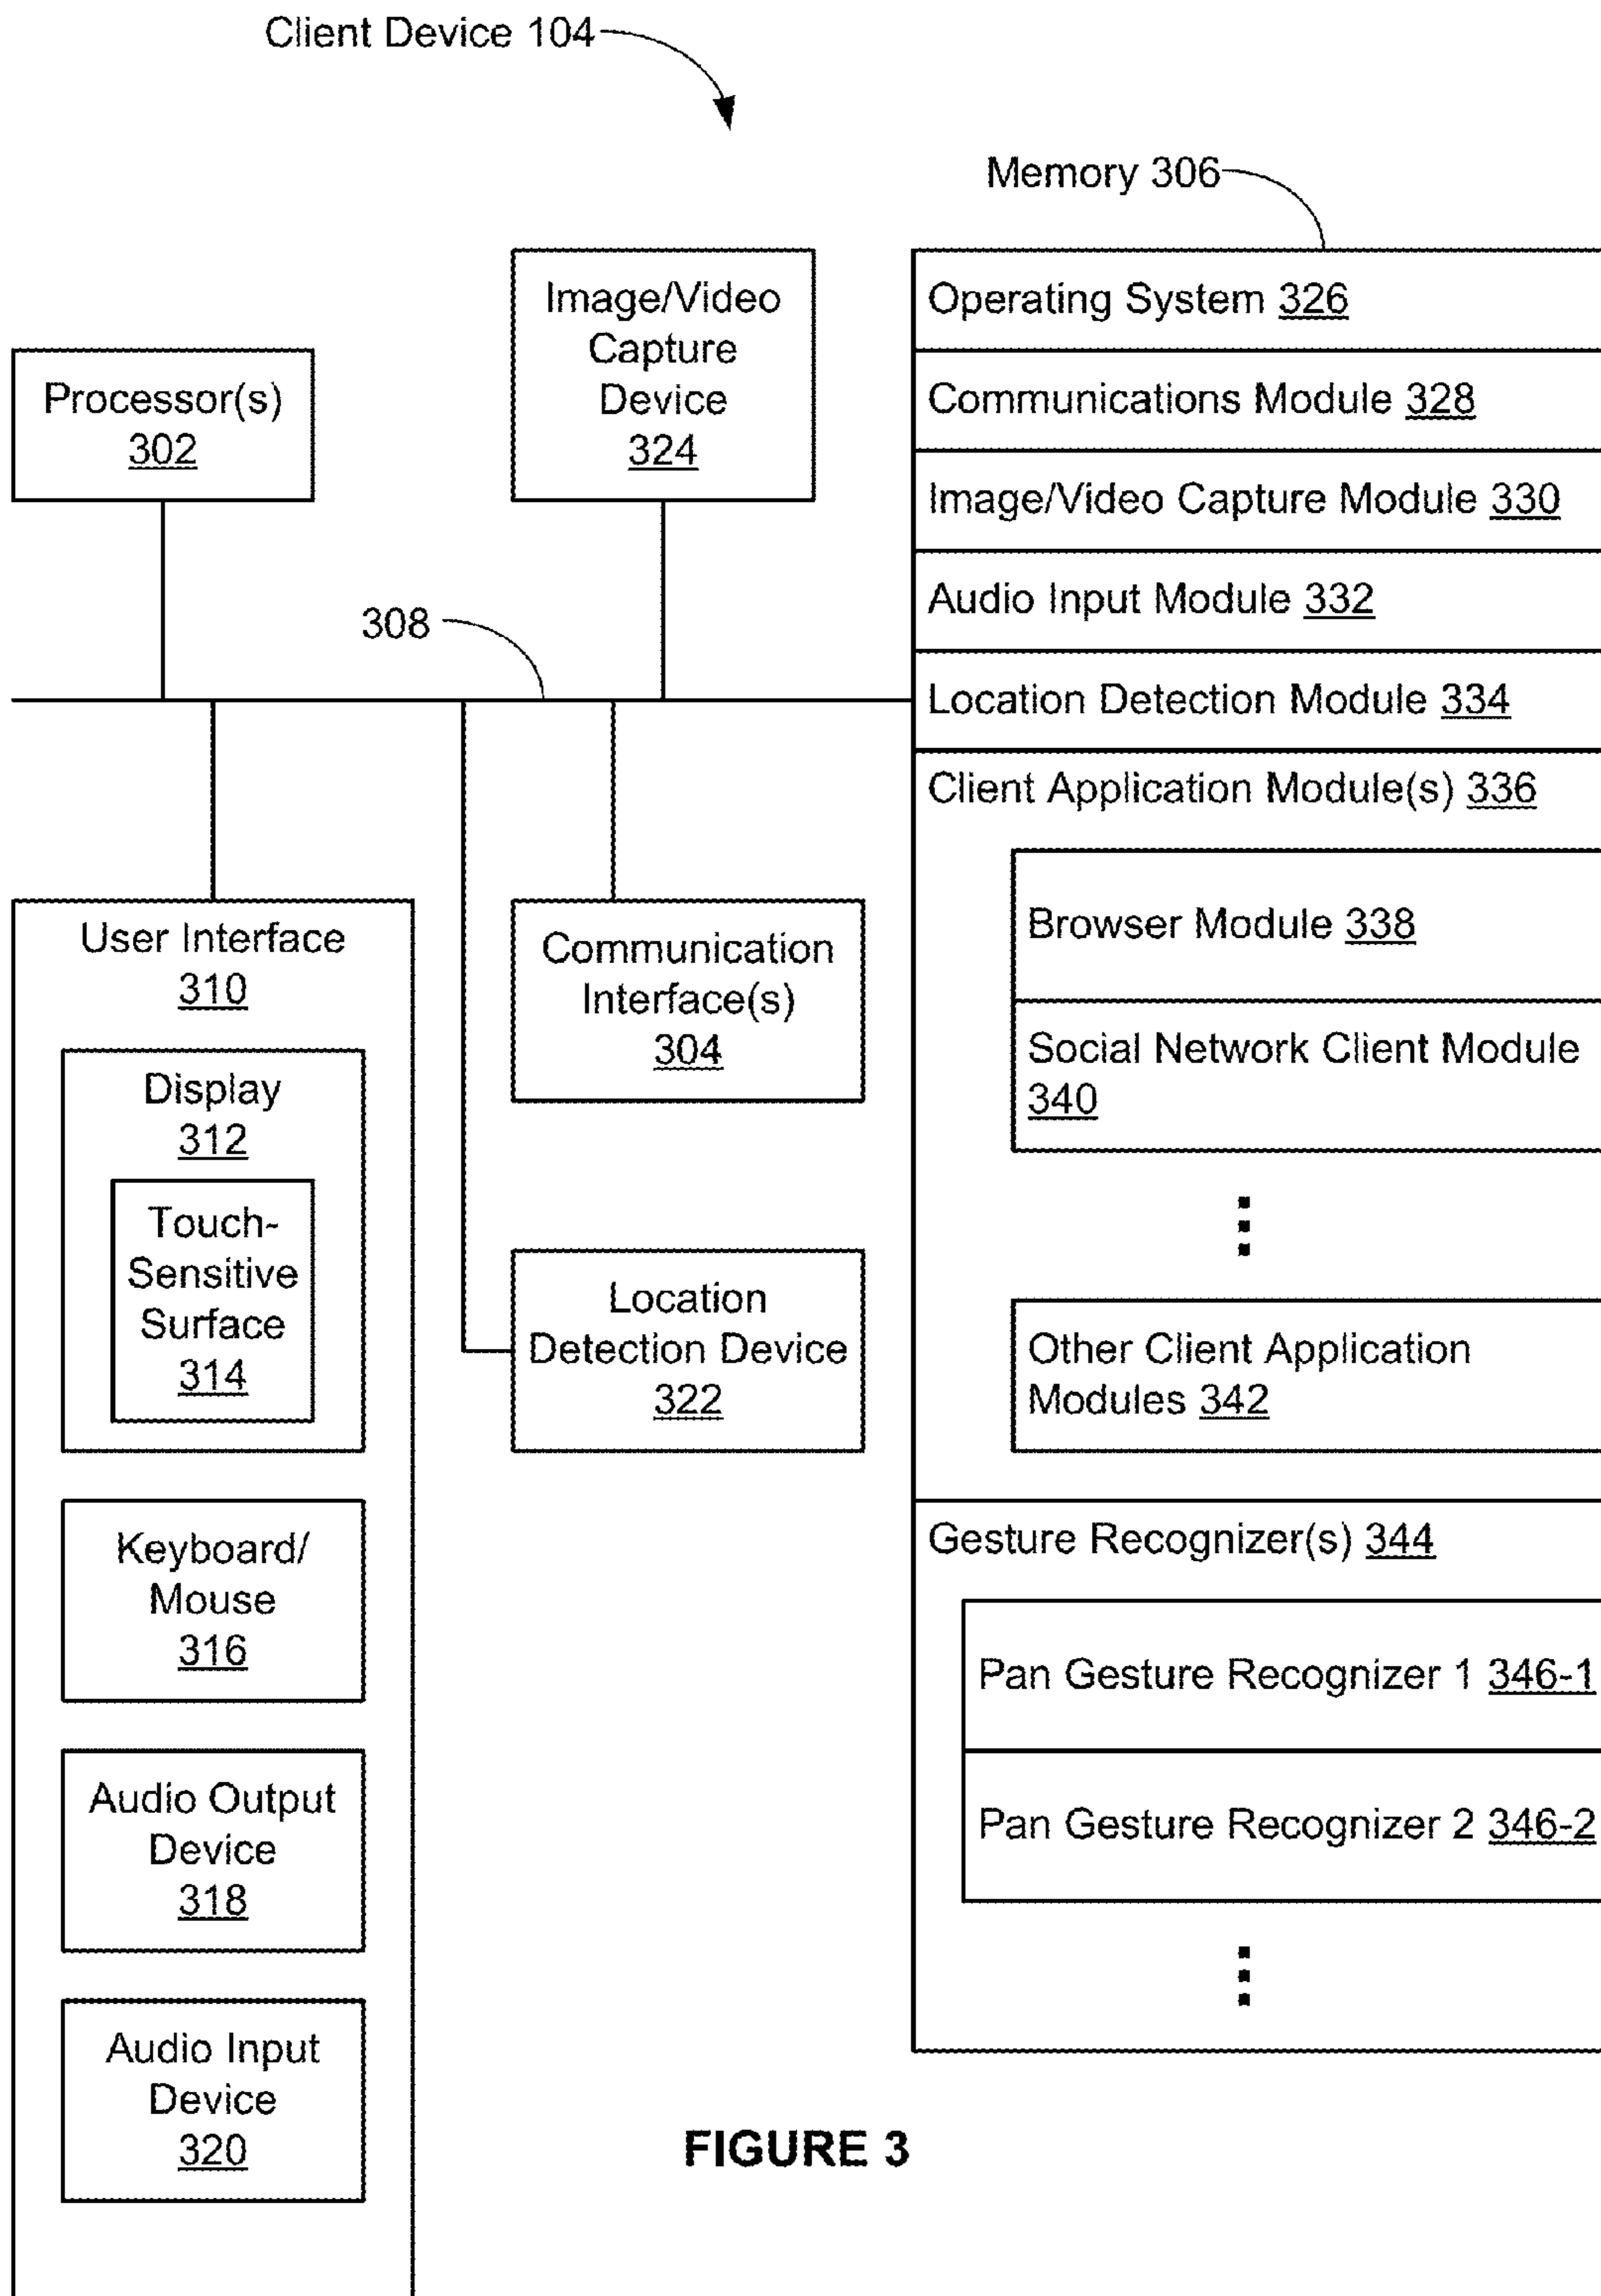 Client Device 104
Memory 306
Processor(s)
302
Image/Video
Capture
Device
324
308
User Interface
310
Display
312
Touch-
Sensitive
Surface
314
Keyboard/
Mouse
316
Audio Output
Device
318
Audio Input
Device
320
Communication
Interface(s)
304
Location
Detection Device
322
Operating System 326
Communications Module 328
Image/Video Capture Module 330
Audio Input Module 332
Location Detection Module 334
Client Application Module(s) 336
Browser Module 338
Social Network Client Module
340
Other Client Application
Modules 342
Gesture Recognizer(s) 344
Pan Gesture Recognizer 1 346-1
Pan Gesture Recognizer 2 346-2
FIGURE 3